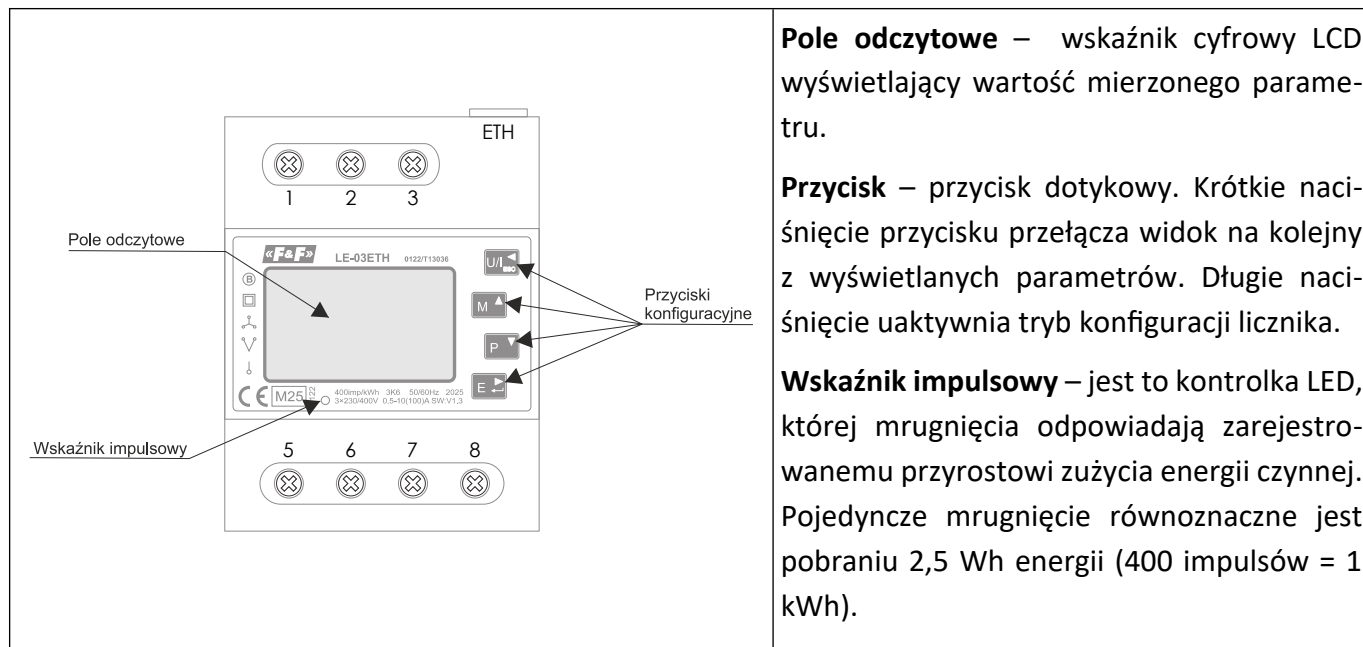 ETH
1 2 3
Pole odczytowe
«F&F» LE-03ETH 0122/T13036
B
U/I ESC
M
P
E
Przyciski
konfiguracyjne
CE M25 122
400imp/kWh 3K6 50/60Hz 2025
3×230/400V 0.5-10(100)A SW:V1,3
Wskaźnik impulsowy
5 6 7 8
Pole odczytowe – wskaźnik cyfrowy LCD
wyświetlający wartość mierzonego parame-
tru.
Przycisk – przycisk dotykowy. Krótkie naci-
śnięcie przycisku przełącza widok na kolejny
z wyświetlanych parametrów. Długie naci-
śnięcie uaktywnia tryb konfiguracji licznika.
Wskaźnik impulsowy – jest to kontrolka LED,
której mrugnięcia odpowiadają zarejestro-
wanemu przyrostowi zużycia energii czynnej.
Pojedyncze mrugnięcie równoznaczne jest
pobraniu 2,5 Wh energii (400 impulsów = 1
kWh).